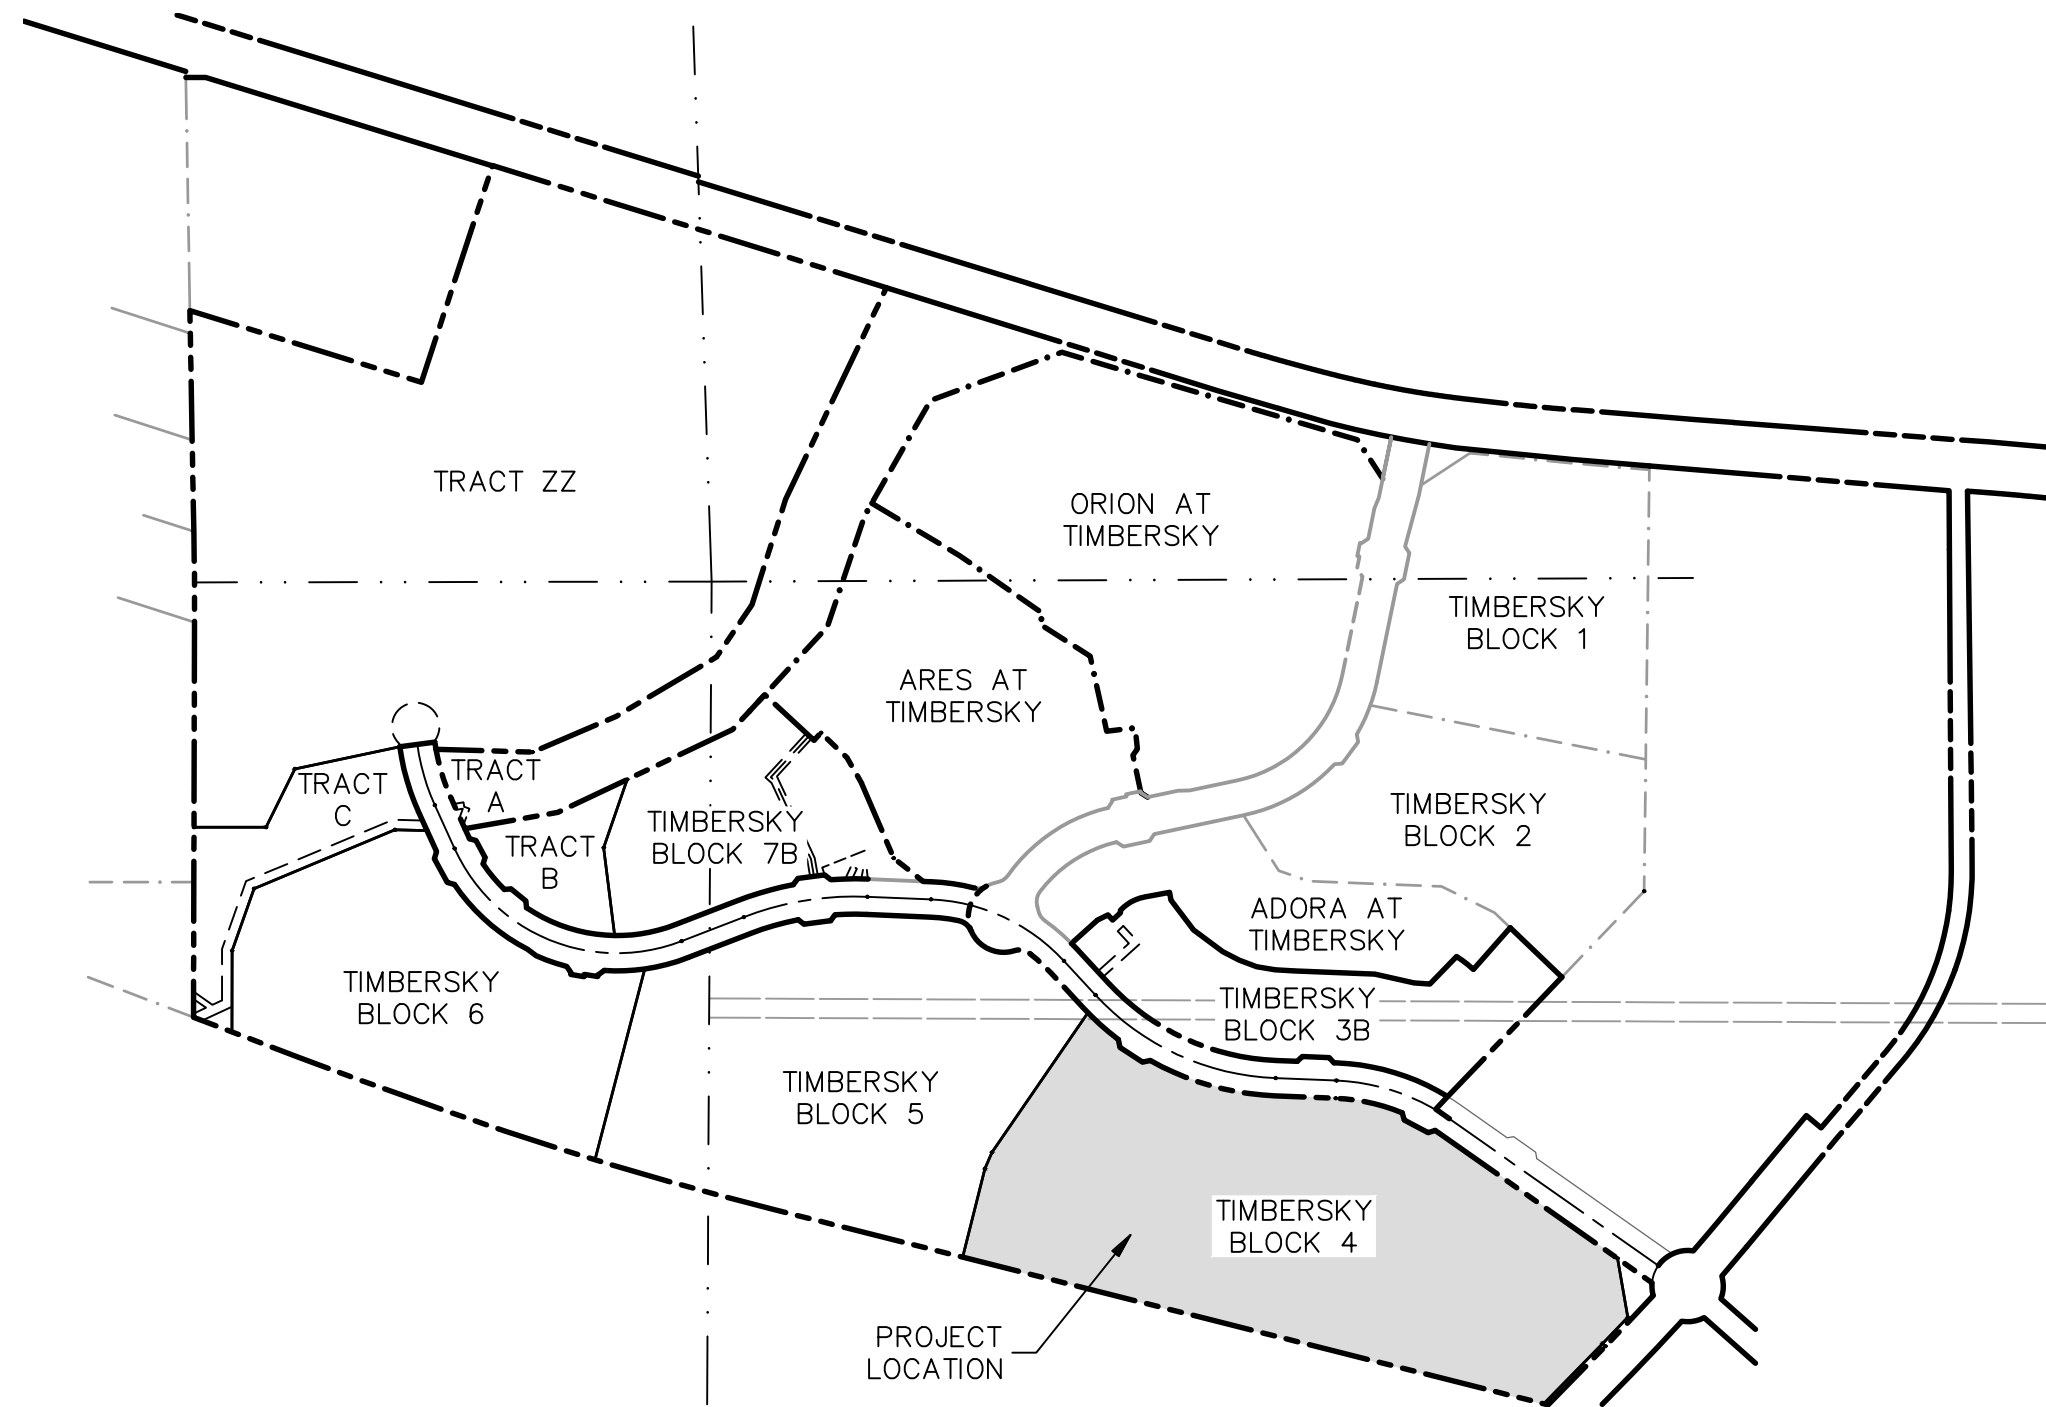 TRACT ZZ
ORION AT
TIMBERSKY
TIMBERSKY
BLOCK 1
ARES AT
TIMBERSKY
TRACT
C
TRACT
A
TRACT
B
TIMBERSKY
BLOCK 7B
TIMBERSKY
BLOCK 2
ADORA AT
TIMBERSKY
TIMBERSKY
BLOCK 6
TIMBERSKY
BLOCK 3B
TIMBERSKY
BLOCK 5
TIMBERSKY
BLOCK 4
PROJECT
LOCATION